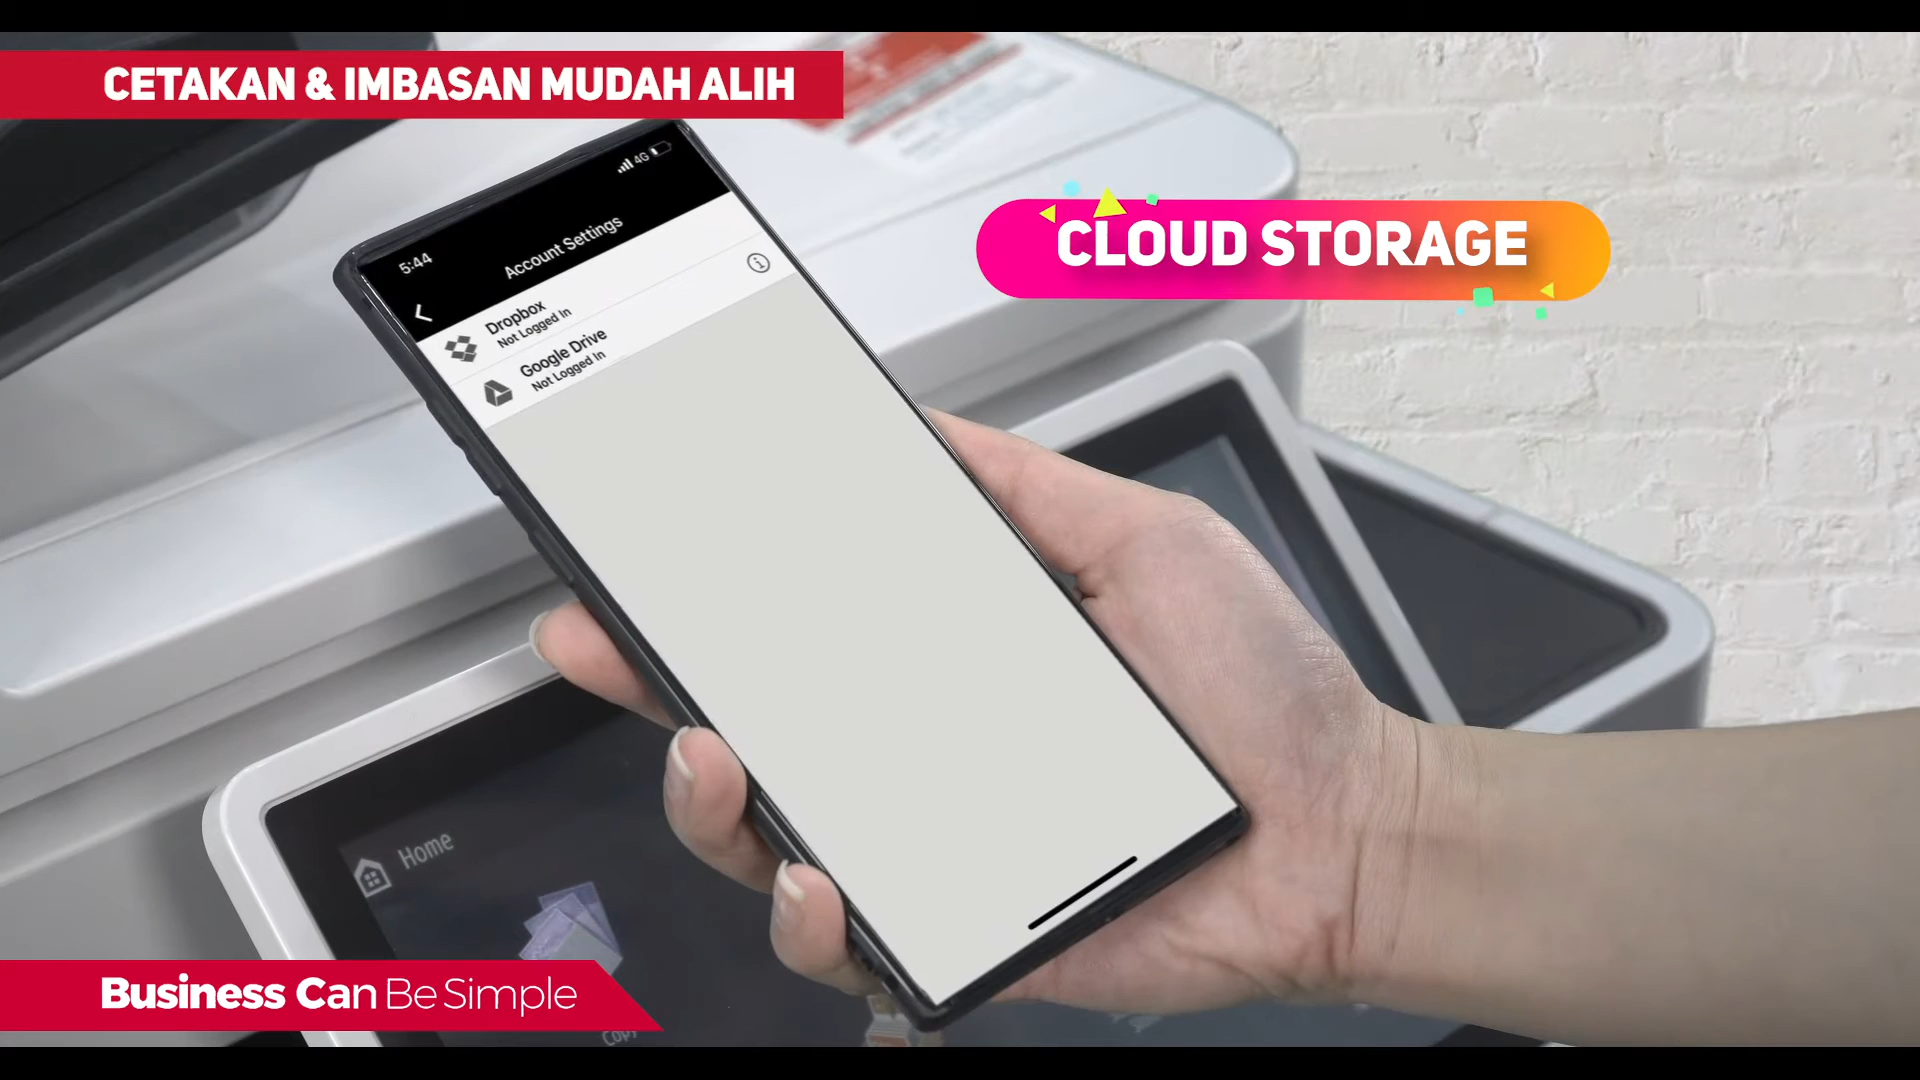 CETAKAN & IMBASAN MUDAH ALIH
4G
5:44
Account Settings
CLOUD STORAGE
Dropbox
Not Logged In
Google Drive
Not Logged In
Home
Business Can Be Simple
Copy